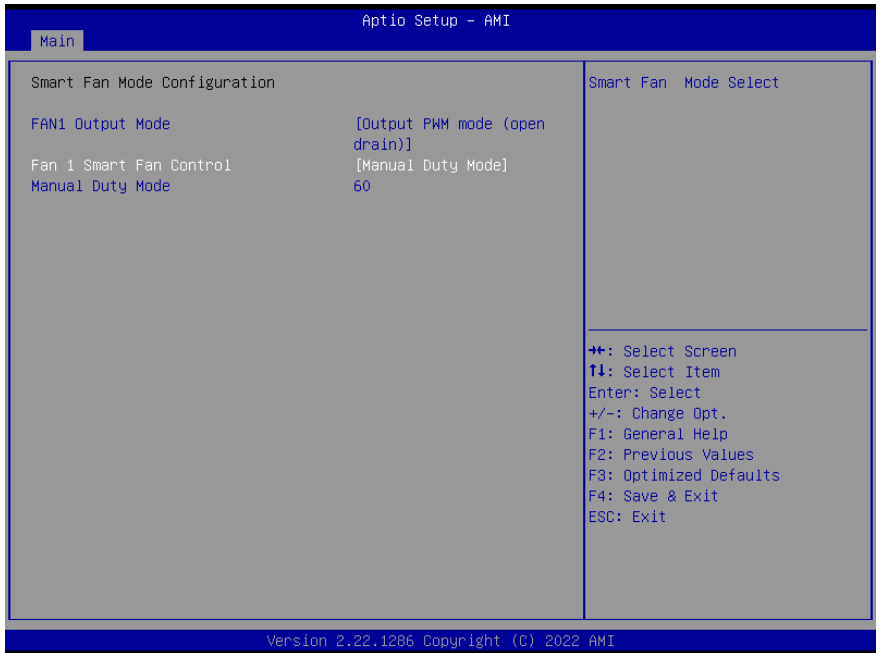 Aptio Setup – AMI
Main
Smart Fan Mode Configuration
FAN1 Output Mode [Output PWM mode (open
drain)]
Fan 1 Smart Fan Control [Manual Duty Mode]
Manual Duty Mode 60
Smart Fan  Mode Select
→←: Select Screen
↑↓: Select Item
Enter: Select
+/-: Change Opt.
F1: General Help
F2: Previous Values
F3: Optimized Defaults
F4: Save & Exit
ESC: Exit
Version 2.22.1286 Copyright (C) 2022 AMI